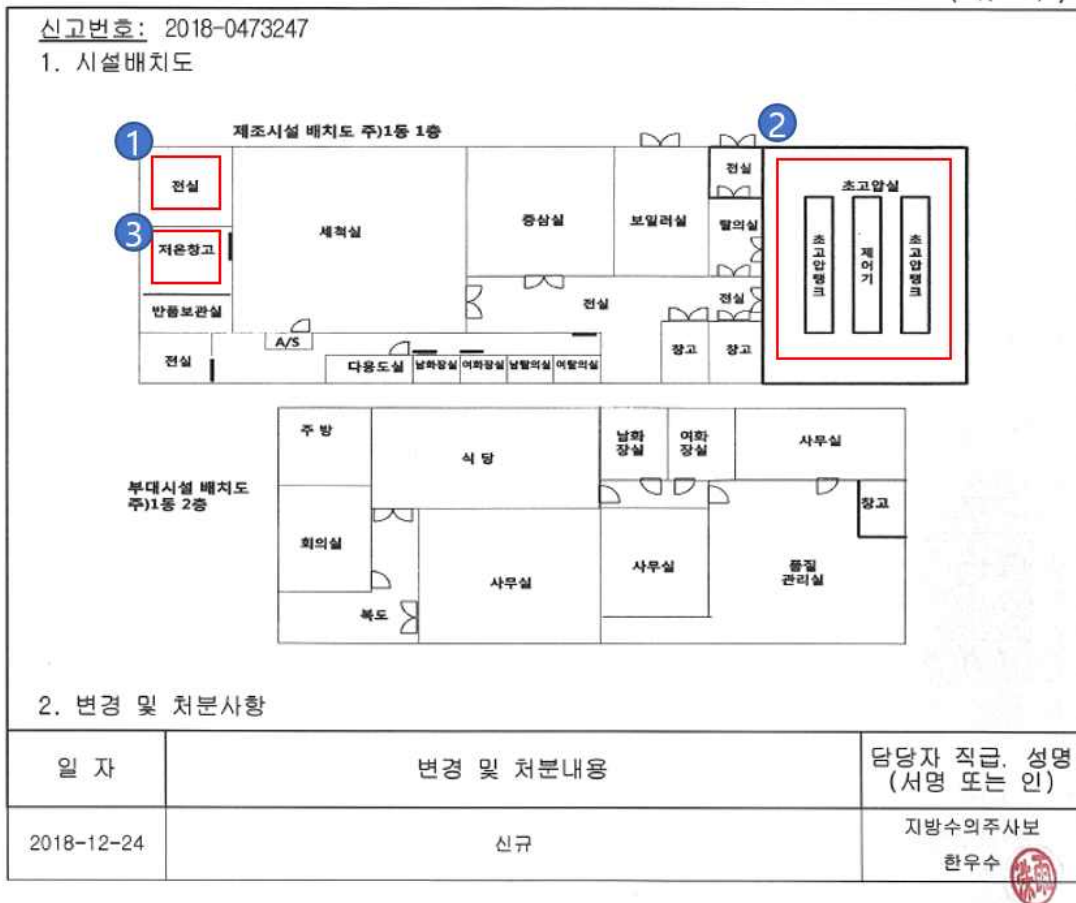 신고번호: 2018-0473247
1. 시설배치도
제조시설 배치도 주)1동 1층
1
2
3
전실
저온창고
반품보관실
전실
세척실
A/S
증삼실
보일러실
전실
탈의실
전실
전실
창고
창고
다용도실
남화장실
여화장실
남탈의실
여탈의실
초고압실
초고압탱크
제어기
초고압탱크
부대시설 배치도
주)1동 2층
주 방
식 당
남화
장실
여화
장실
사무실
창고
회의실
사무실
사무실
품질
관리실
복도
2. 변경 및 처분사항
일 자
변경 및 처분내용
담당자 직급. 성명
(서명 또는 인)
2018-12-24
신규
지방수의주사보
한우수